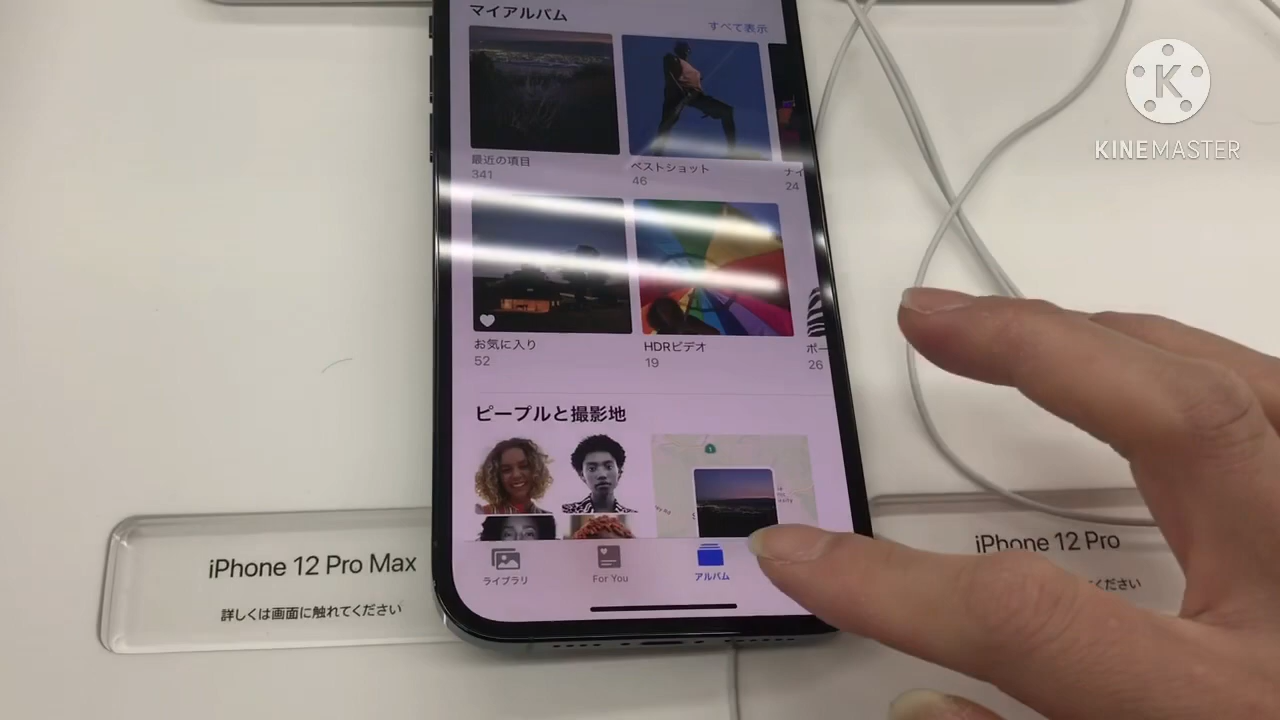 マイアルバム
すべて表示
最近の項目
341
ベストショット
46
ナイ
24
お気に入り
52
HDRビデオ
19
ポー
26
ピープルと撮影地
ライブラリ
For You
アルバム
iPhone 12 Pro Max
詳しくは画面に触れてください
iPhone 12 Pro
ください
K
KINEMASTER